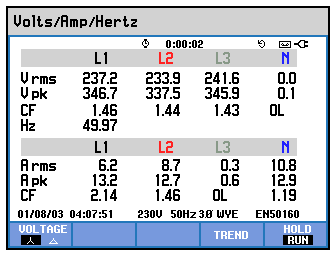 Volts/Amp/Hertz
0:00:02
L1 L2 L3 N
Vrms 237.2 233.9 241.6 0.0
Vpk 346.7 337.5 345.9 0.1
CF 1.46 1.44 1.43 OL
Hz 49.97
L1 L2 L3 N
Arms 6.2 8.7 0.3 10.8
Apk 13.2 12.7 0.6 12.9
CF 2.14 1.46 OL 1.19
01/08/03 04:07:51 230V 50Hz 3Ø WYE EN50160
VOLTAGE TREND HOLD
RUN